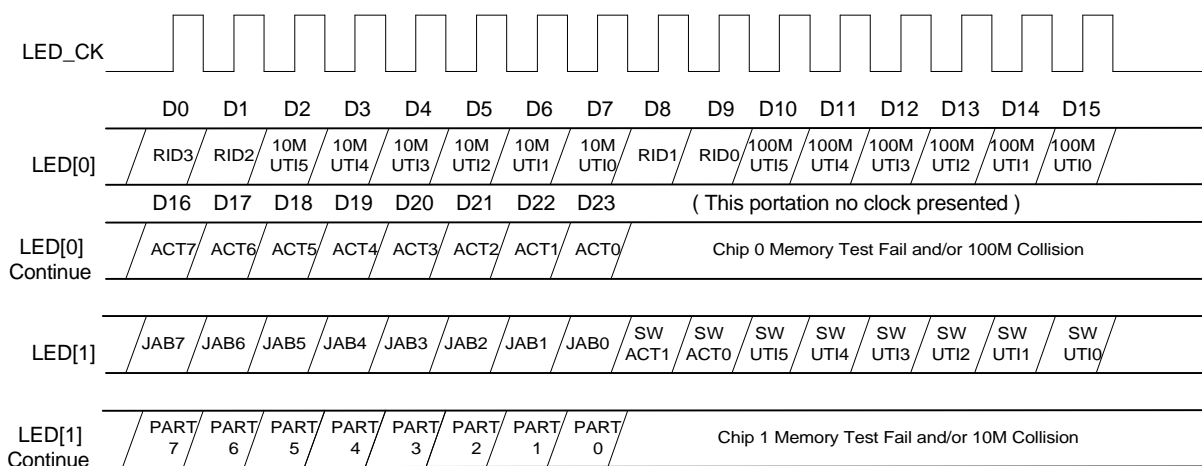 LED_CK
D0 D1 D2 D3 D4 D5 D6 D7 D8 D9 D10 D11 D12 D13 D14 D15
LED[0]
RID3 RID2 10M UTI5 10M UTI4 10M UTI3 10M UTI2 10M UTI1 10M UTI0 RID1 RID0 100M UTI5 100M UTI4 100M UTI3 100M UTI2 100M UTI1 100M UTI0
D16 D17 D18 D19 D20 D21 D22 D23 ( This portation no clock presented )
LED[0] Continue
ACT7 ACT6 ACT5 ACT4 ACT3 ACT2 ACT1 ACT0 Chip 0 Memory Test Fail and/or 100M Collision
LED[1]
JAB7 JAB6 JAB5 JAB4 JAB3 JAB2 JAB1 JAB0 SW ACT1 SW ACT0 SW UTI5 SW UTI4 SW UTI3 SW UTI2 SW UTI1 SW UTI0
LED[1] Continue
PART 7 PART 6 PART 5 PART 4 PART 3 PART 2 PART 1 PART 0 Chip 1 Memory Test Fail and/or 10M Collision